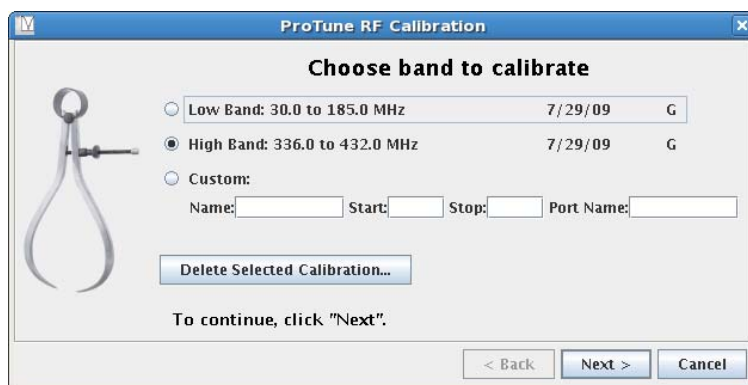 ProTune RF Calibration
Choose band to calibrate
Low Band: 30.0 to 185.0 MHz 7/29/09 G
High Band: 336.0 to 432.0 MHz 7/29/09 G
Custom:
Name: Start: Stop: Port Name:
Delete Selected Calibration...
To continue, click "Next".
< Back Next > Cancel